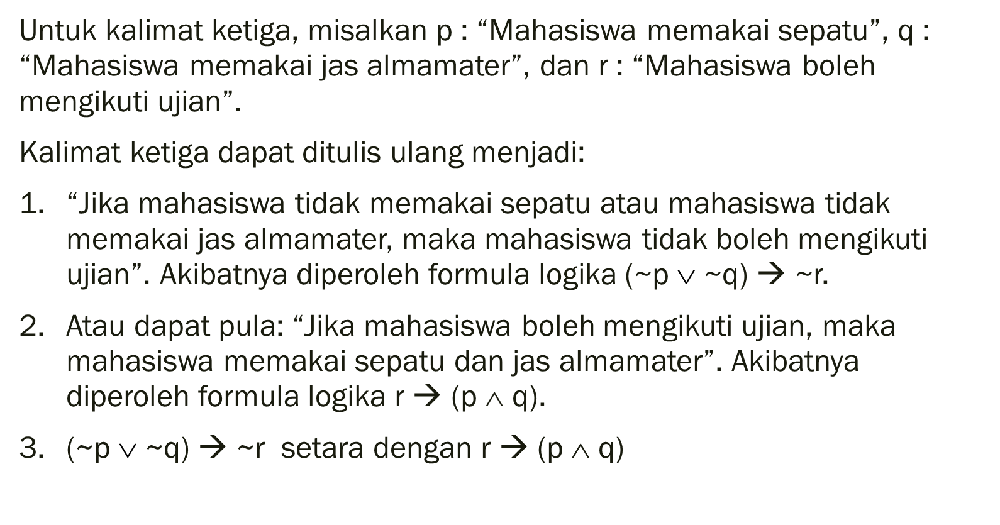 Untuk kalimat ketiga, misalkan p : “Mahasiswa memakai sepatu”, q :
“Mahasiswa memakai jas almamater”, dan r : “Mahasiswa boleh
mengikuti ujian”.
Kalimat ketiga dapat ditulis ulang menjadi:
1. “Jika mahasiswa tidak memakai sepatu atau mahasiswa tidak
memakai jas almamater, maka mahasiswa tidak boleh mengikuti
ujian”. Akibatnya diperoleh formula logika (~p ∨ ~q) → ~r.
2. Atau dapat pula: “Jika mahasiswa boleh mengikuti ujian, maka
mahasiswa memakai sepatu dan jas almamater”. Akibatnya
diperoleh formula logika r → (p ∧ q).
3. (~p ∨ ~q) → ~r setara dengan r → (p ∧ q)